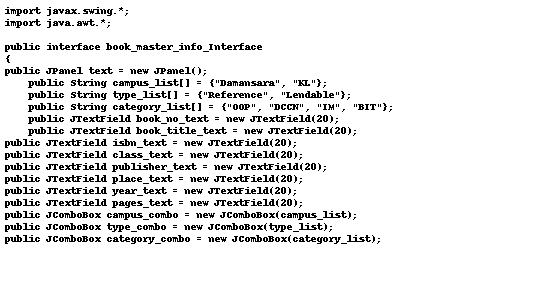 import javax.swing.*;
import java.awt.*;
public interface book_master_info_Interface
{
public JPanel text = new JPanel();
public String campus_list[] = {"Damansara", "KL"};
public String type_list[] = {"Reference", "Lendable"};
public String category_list[] = {"OOP", "DCCN", "IM", "BIT"};
public JTextField book_no_text = new JTextField(20);
public JTextField book_title_text = new JTextField(20);
public JTextField isbn_text = new JTextField(20);
public JTextField class_text = new JTextField(20);
public JTextField publisher_text = new JTextField(20);
public JTextField place_text = new JTextField(20);
public JTextField year_text = new JTextField(20);
public JTextField pages_text = new JTextField(20);
public JComboBox campus_combo = new JComboBox(campus_list);
public JComboBox type_combo = new JComboBox(type_list);
public JComboBox category_combo = new JComboBox(category_list);